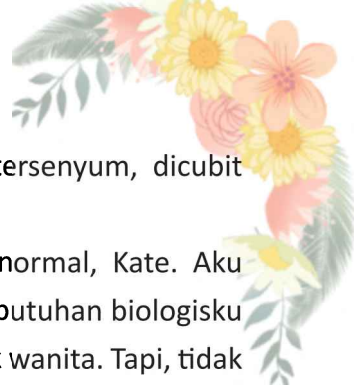 tersenyum, dicubit
normal, Kate. Aku
butuhan biologisku
wanita. Tapi, tidak